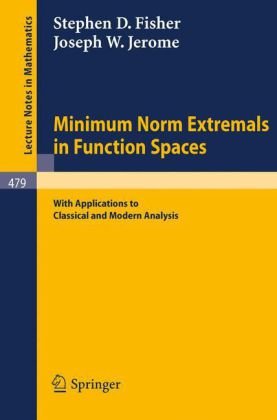 Lecture Notes in Mathematics
479
Stephen D. Fisher
Joseph W. Jerome
Minimum Norm Extremals
in Function Spaces
With Applications to
Classical and Modern Analysis
Springer